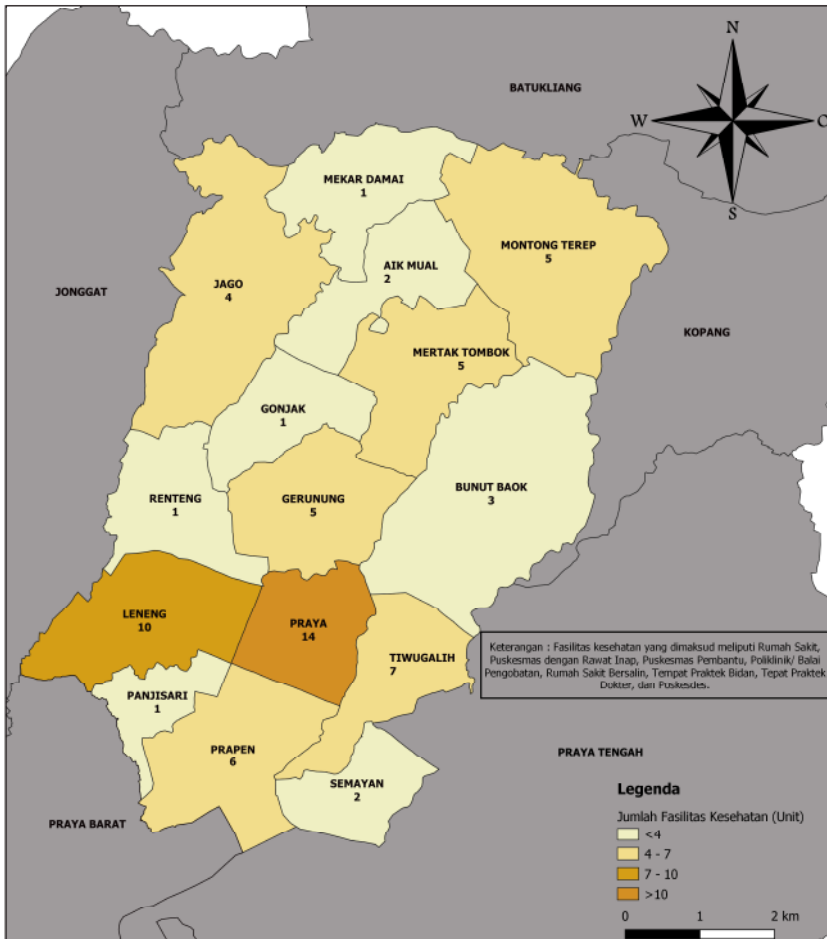 N
BATUKLIANG
W
O
S
MEKAR DAMAI
1
MONTONG TEREP
5
AIK MUAL
2
JAGO
4
JONGGAT
KOPANG
MERTAK TOMBOK
5
GONJAK
1
BUNUT BAOK
3
RENTENG
1
GERUNUNG
5
LENENG
10
PRAYA
14
TIWUGALIH
7
Keterangan : Fasilitas kesehatan yang dimaksud meliputi Rumah Sakit,
Puskesmas dengan Rawat Inap, Puskesmas Pembantu, Poliklinik/ Balai
Pengobatan, Rumah Sakit Bersalin, Tempat Praktek Bidan, Tepat Praktek
Dokter, dan Poskesdes.
PANJISARI
1
PRAPEN
6
PRAYA TENGAH
SEMAYAN
2
PRAYA BARAT
Legenda
Jumlah Fasilitas Kesehatan (Unit)
<4
4 - 7
7 - 10
>10
0 1 2 km